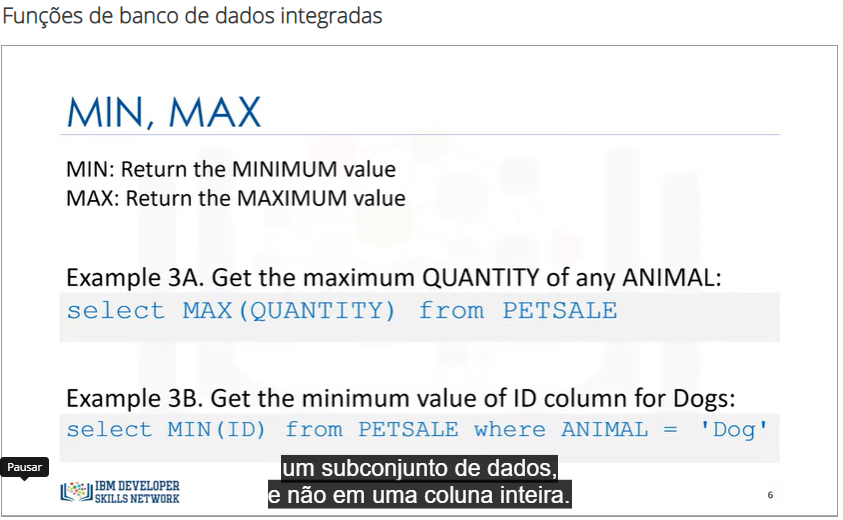 Funções de banco de dados integradas
MIN, MAX
MIN: Return the MINIMUM value
MAX: Return the MAXIMUM value
Example 3A. Get the maximum QUANTITY of any ANIMAL:
select MAX(QUANTITY) from PETSALE
Example 3B. Get the minimum value of ID column for Dogs:
select MIN(ID) from PETSALE where ANIMAL = 'Dog'
um subconjunto de dados,
e não em uma coluna inteira.
Pausar
IBM DEVELOPER
SKILLS NETWORK
6